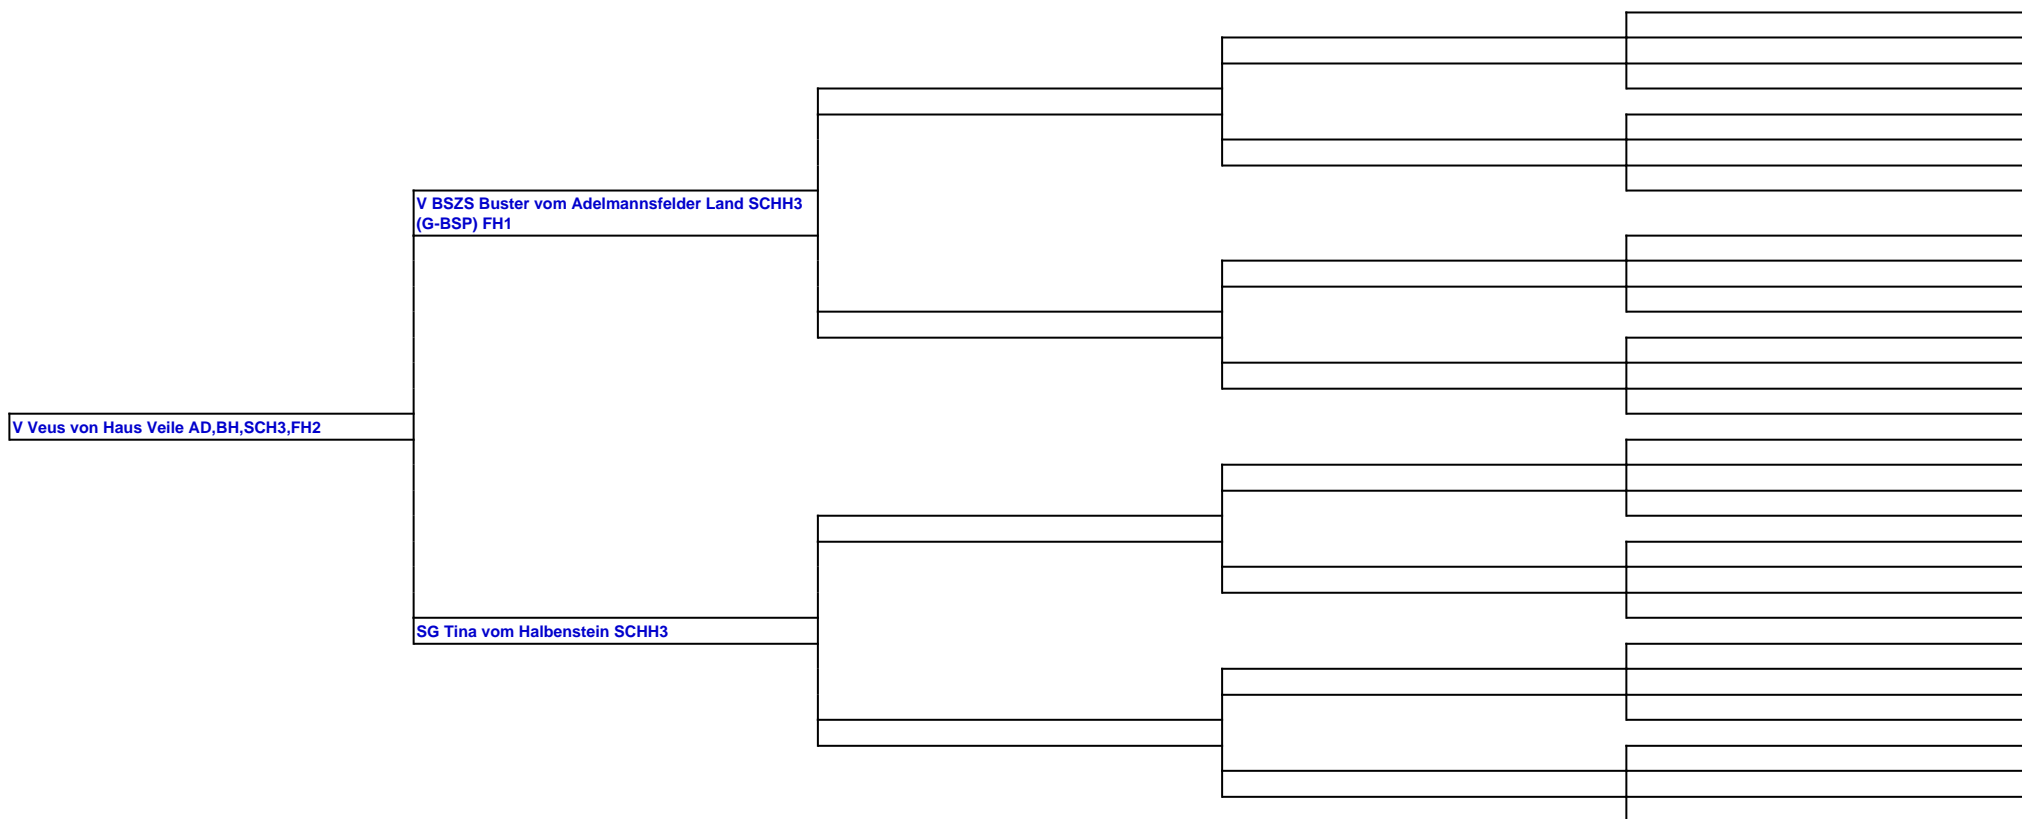 V BSZS Buster vom Adelmannsfelder Land SCHH3
(G-BSP) FH1
V Veus von Haus Veile AD,BH,SCH3,FH2
SG Tina vom Halbenstein SCHH3